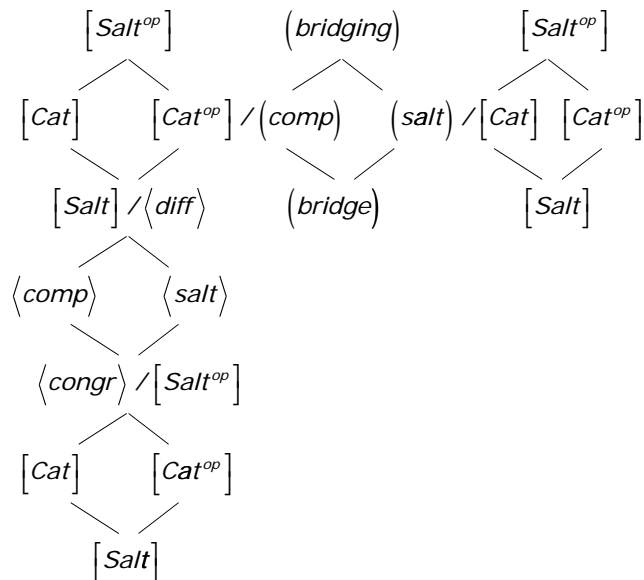 [Salt^op] (bridging) [Salt^op]
[Cat] [Cat^op] / (comp) (salt) / [Cat] [Cat^op]
[Salt] / ⟨diff⟩ (bridge) [Salt]
⟨comp⟩ ⟨salt⟩
⟨congr⟩ / [Salt^op]
[Cat] [Cat^op]
[Salt]